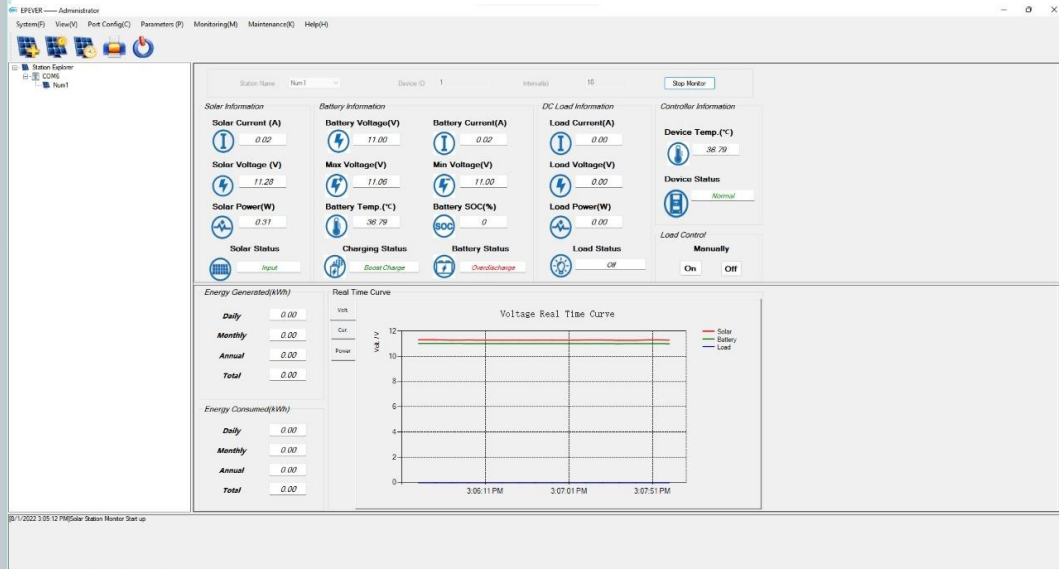 EPEVER —— Administrator
System(F) View(V) Port Config(C) Parameters (P) Monitoring(M) Maintenance(K) Help(H)
Station Explorer
COM6
Num1
Station Name Num1 Device ID 1 Interval(s) 10 Stop Monitor
Solar Information Battery Information DC Load Information Controller Information
Solar Current (A) Battery Voltage(V) Battery Current(A) Load Current(A)
0.02 11.00 0.02 0.00
Device Temp.(℃)
36.79
Solar Voltage (V) Max Voltage(V) Min Voltage(V) Load Voltage(V)
11.28 11.06 11.00 0.00
Device Status
Normal
Solar Power(W) Battery Temp.(℃) Battery SOC(%) Load Power(W)
0.31 36.79 SOC 0 0.00
Load Control
Solar Status Charging Status Battery Status Load Status Manually
Input Boost Charge Overdischarge Off On Off
Energy Generated(kWh)
Daily 0.00
Monthly 0.00
Annual 0.00
Total 0.00
Energy Consumed(kWh)
Daily 0.00
Monthly 0.00
Annual 0.00
Total 0.00
Real Time Curve
Volt.
Cur.
Power
Voltage Real Time Curve
Volt. / V
12
10
8
6
4
2
0
3:06:11 PM 3:07:01 PM 3:07:51 PM
Solar
Battery
Load
[8/1/2022 3:05:12 PM]Solar Station Monitor Start up